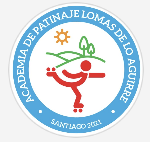 ACADEMIA DE PATINAJE LOMAS DE LO AGUIRRE
SANTIAGO 2021